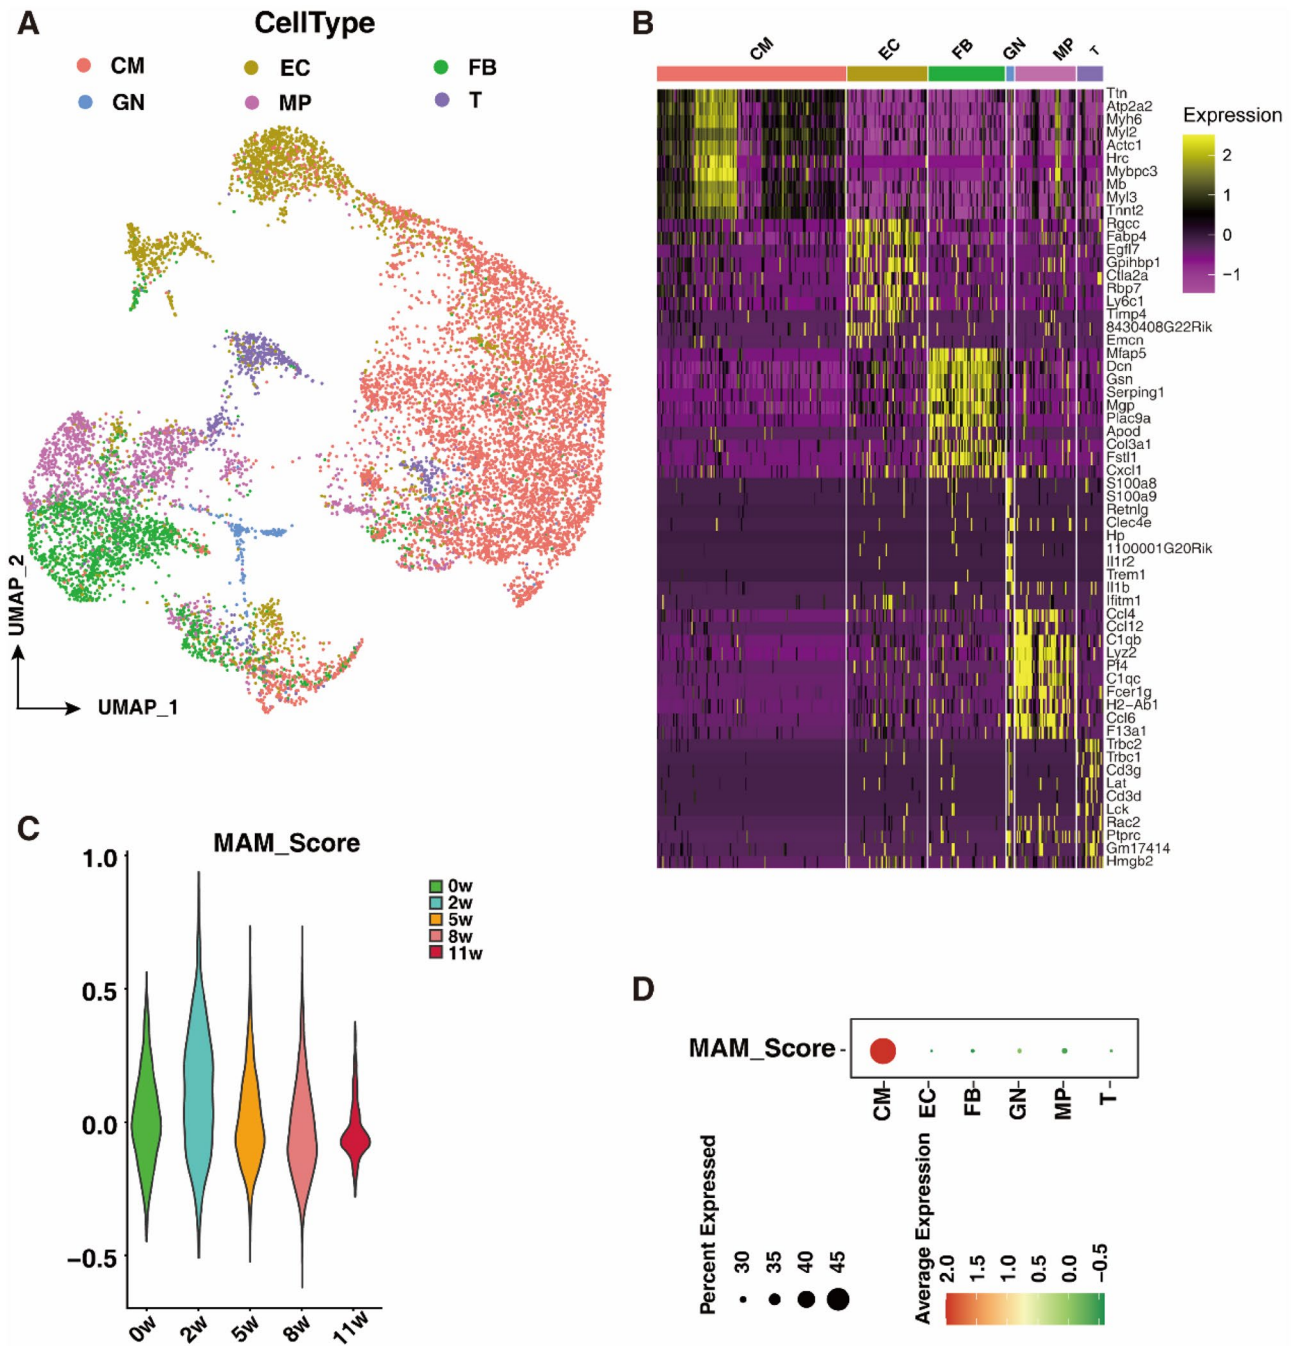 A
CellType
CM
EC
FB
GN
MP
T
UMAP_2
UMAP_1
B
CM
EC
FB
GN
MP
T
Ttn
Atp2a2
Myh6
Myl2
Actc1
Hrc
Mybpc3
Mb
Myl3
Tnnt2
Rgcc
Fabp4
Egfl7
Gpihbp1
Ctla2a
Rbp7
Ly6c1
Timp4
8430408G22Rik
Emcn
Mfap5
Dcn
Gsn
Serping1
Mgp
Plac9a
Apod
Col3a1
Fstl1
Cxcl1
S100a8
S100a9
Retnlg
Clec4e
Hp
1100001G20Rik
Il1r2
Trem1
Il1b
Ifitm1
Ccl4
Ccl12
C1qb
Lyz2
Pf4
C1qc
Fcer1g
H2−Ab1
Ccl6
F13a1
Trbc2
Trbc1
Cd3g
Lat
Cd3d
Lck
Rac2
Ptprc
Gm17414
Hmgb2
Expression
2
1
0
−1
C
MAM_Score
1.0
0.5
0.0
−0.5
0w
2w
5w
8w
11w
0w
2w
5w
8w
11w
D
MAM_Score
CM
EC
FB
GN
MP
T
Percent Expressed
30
35
40
45
Average Expression
2.0
1.5
1.0
0.5
0.0
−0.5